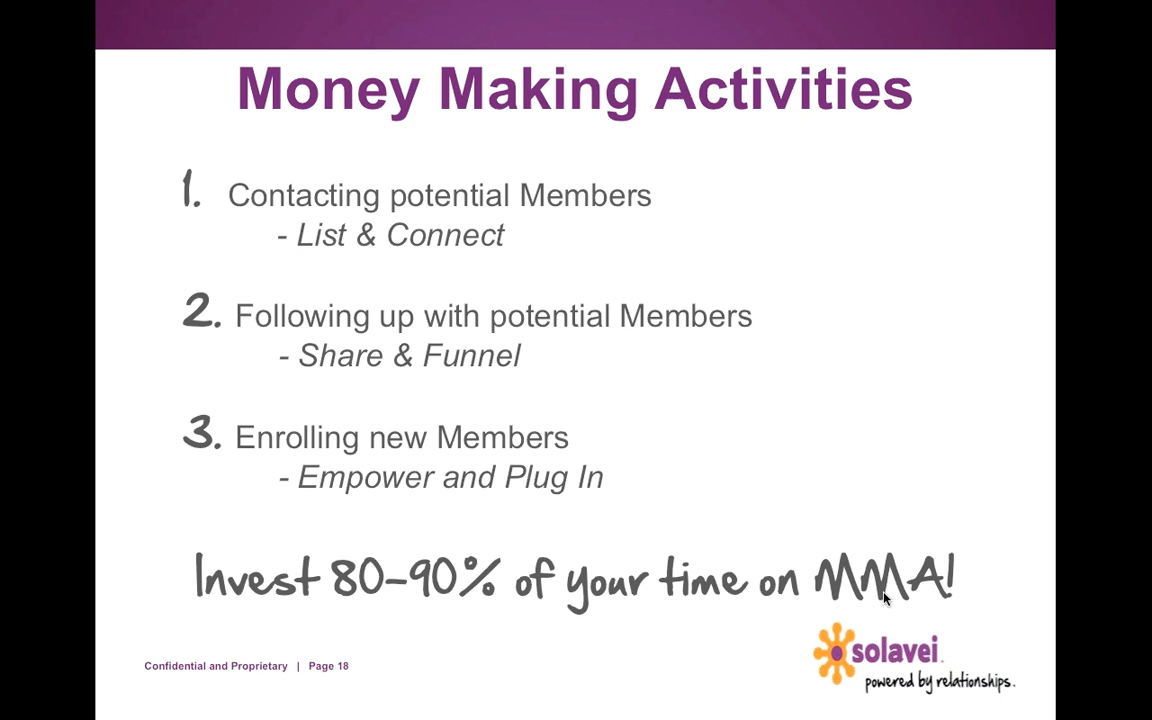 Money Making Activities
1. Contacting potential Members
- List & Connect
2. Following up with potential Members
- Share & Funnel
3. Enrolling new Members
- Empower and Plug In
Invest 80-90% of your time on MMA!
solavei
powered by relationships.
Confidential and Proprietary | Page 18